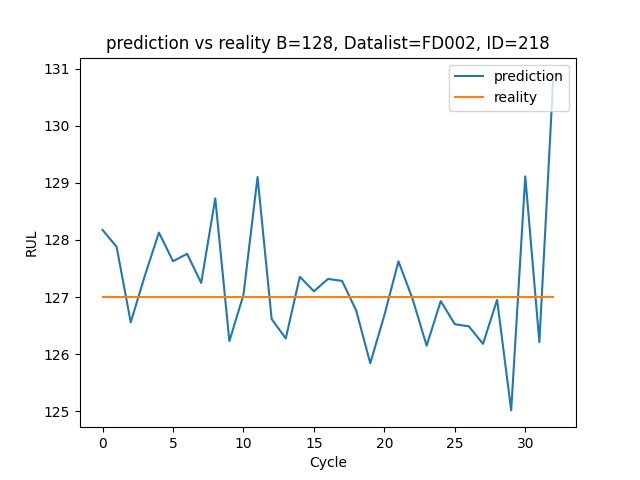 prediction vs reality B=128, Datalist=FD002, ID=218
131
130
129
128
127
126
125
RUL
prediction
reality
0
5
10
15
20
25
30
Cycle